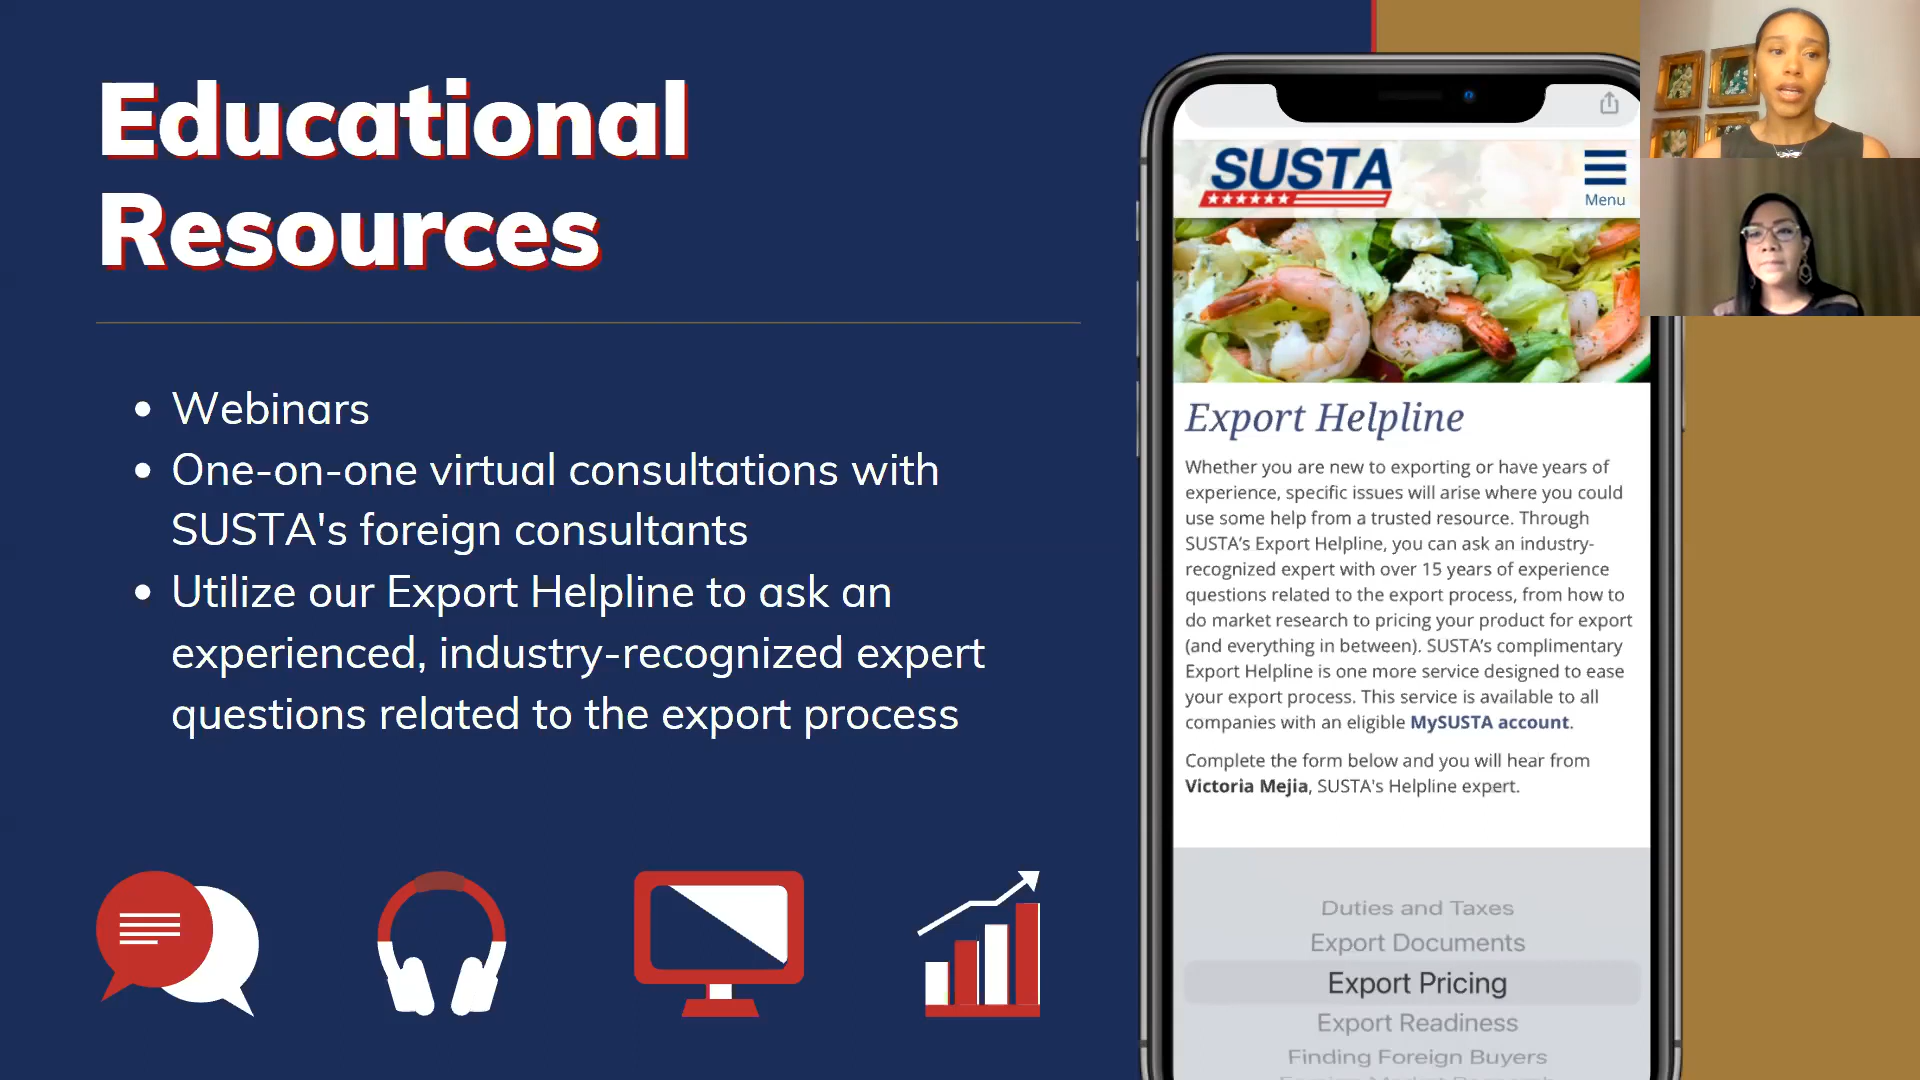 Educational
Resources
Webinars
One-on-one virtual consultations with
SUSTA's foreign consultants
Utilize our Export Helpline to ask an
experienced, industry-recognized expert
questions related to the export process
SUSTA
Menu
Export Helpline
Whether you are new to exporting or have years of
experience, specific issues will arise where you could
use some help from a trusted resource. Through
SUSTA’s Export Helpline, you can ask an industry-
recognized expert with over 15 years of experience
questions related to the export process, from how to
do market research to pricing your product for export
(and everything in between). SUSTA’s complimentary
Export Helpline is one more service designed to ease
your export process. This service is available to all
companies with an eligible MySUSTA account.
Complete the form below and you will hear from
Victoria Mejia, SUSTA's Helpline expert.
Duties and Taxes
Export Documents
Export Pricing
Export Readiness
Finding Foreign Buyers